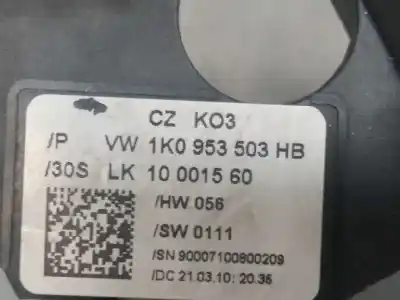 CZ KO3
/P VW 1K0 953 503 HB
/30S LK 10 0015 60
/HW 056
/SW 0111
/SN 90007100800209
/DC 21.03.10: 20.35